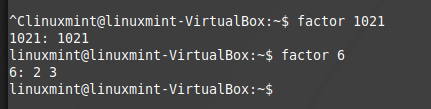 ^Clinuxmint@linuxmint-VirtualBox:~$ factor 1021
1021: 1021
linuxmint@linuxmint-VirtualBox:~$ factor 6
6: 2 3
linuxmint@linuxmint-VirtualBox:~$